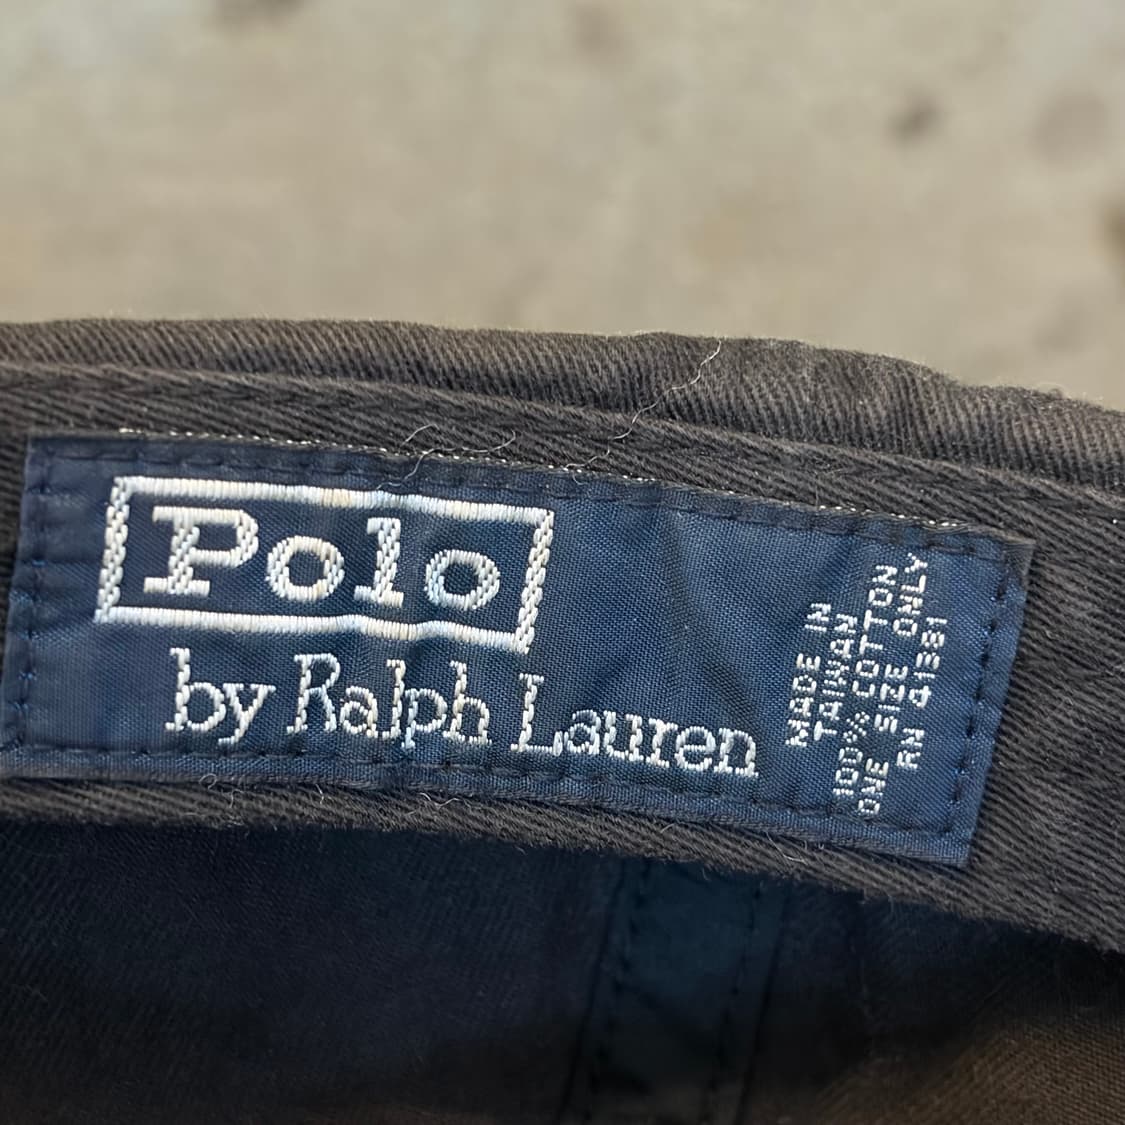 Polo
by Ralph Lauren
MADE IN
TAIWAN
100% COTTON
ONE SIZE ONLY
RN 41381